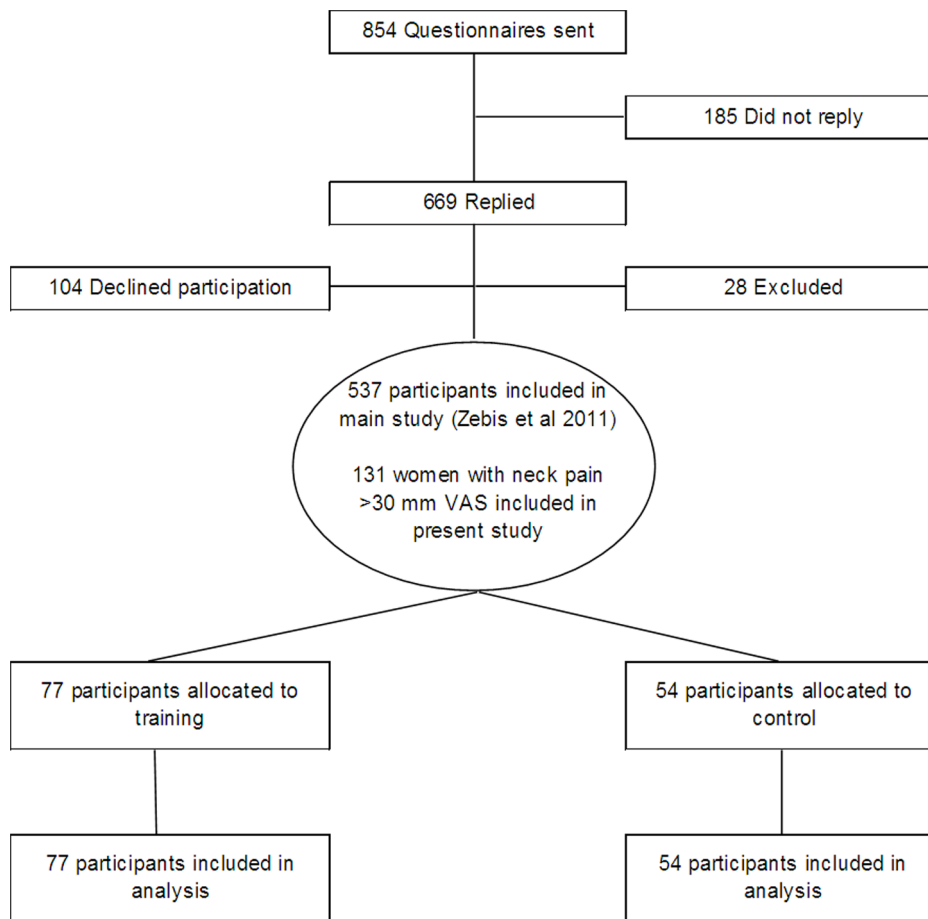 854 Questionnaires sent
185 Did not reply
669 Replied
104 Declined participation
28 Excluded
537 participants included in
main study (Zebis et al 2011)
131 women with neck pain
>30 mm VAS included in
present study
77 participants allocated to
training
54 participants allocated to
control
77 participants included in
analysis
54 participants included in
analysis